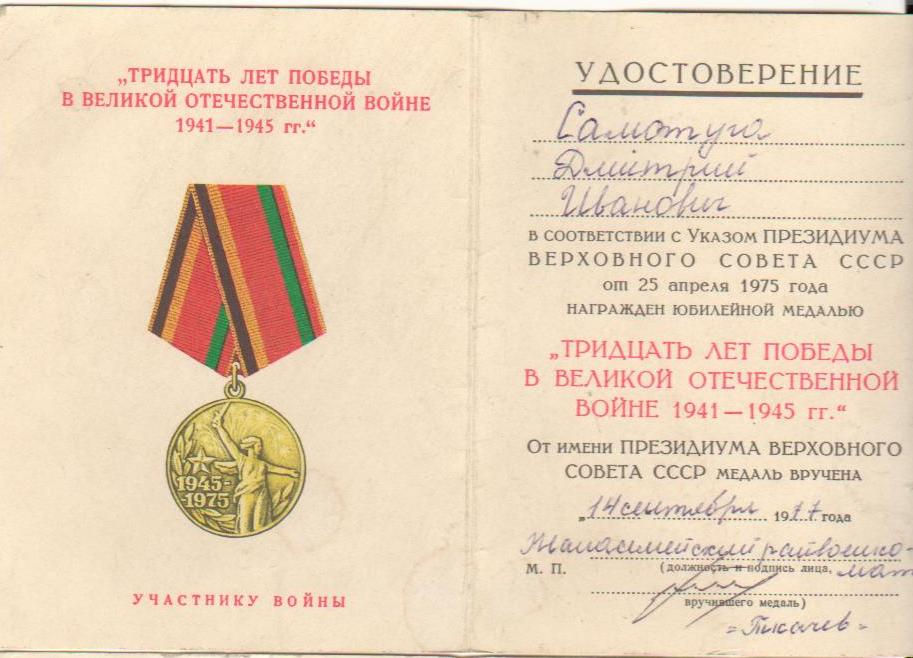 „ТРИДЦАТЬ ЛЕТ ПОБЕДЫ
В ВЕЛИКОЙ ОТЕЧЕСТВЕННОЙ ВОЙНЕ
1941—1945 гг.“
1945-
-1975
УЧАСТНИКУ ВОЙНЫ
УДОСТОВЕРЕНИЕ
Самотуга
Дмитрий
Иванович
В СООТВЕТСТВИИ С УКАЗОМ ПРЕЗИДИУМА
ВЕРХОВНОГО СОВЕТА СССР
от 25 апреля 1975 года
НАГРАЖДЕН ЮБИЛЕЙНОЙ МЕДАЛЬЮ
„ТРИДЦАТЬ ЛЕТ ПОБЕДЫ
В ВЕЛИКОЙ ОТЕЧЕСТВЕННОЙ
ВОЙНЕ 1941—1945 гг.“
ОТ ИМЕНИ ПРЕЗИДИУМА ВЕРХОВНОГО
СОВЕТА СССР МЕДАЛЬ ВРУЧЕНА
„14 сентября 1977 года
райвоенко-
М. П. (должность и подпись лица, мат
вручившего медаль)
=Ткачев=